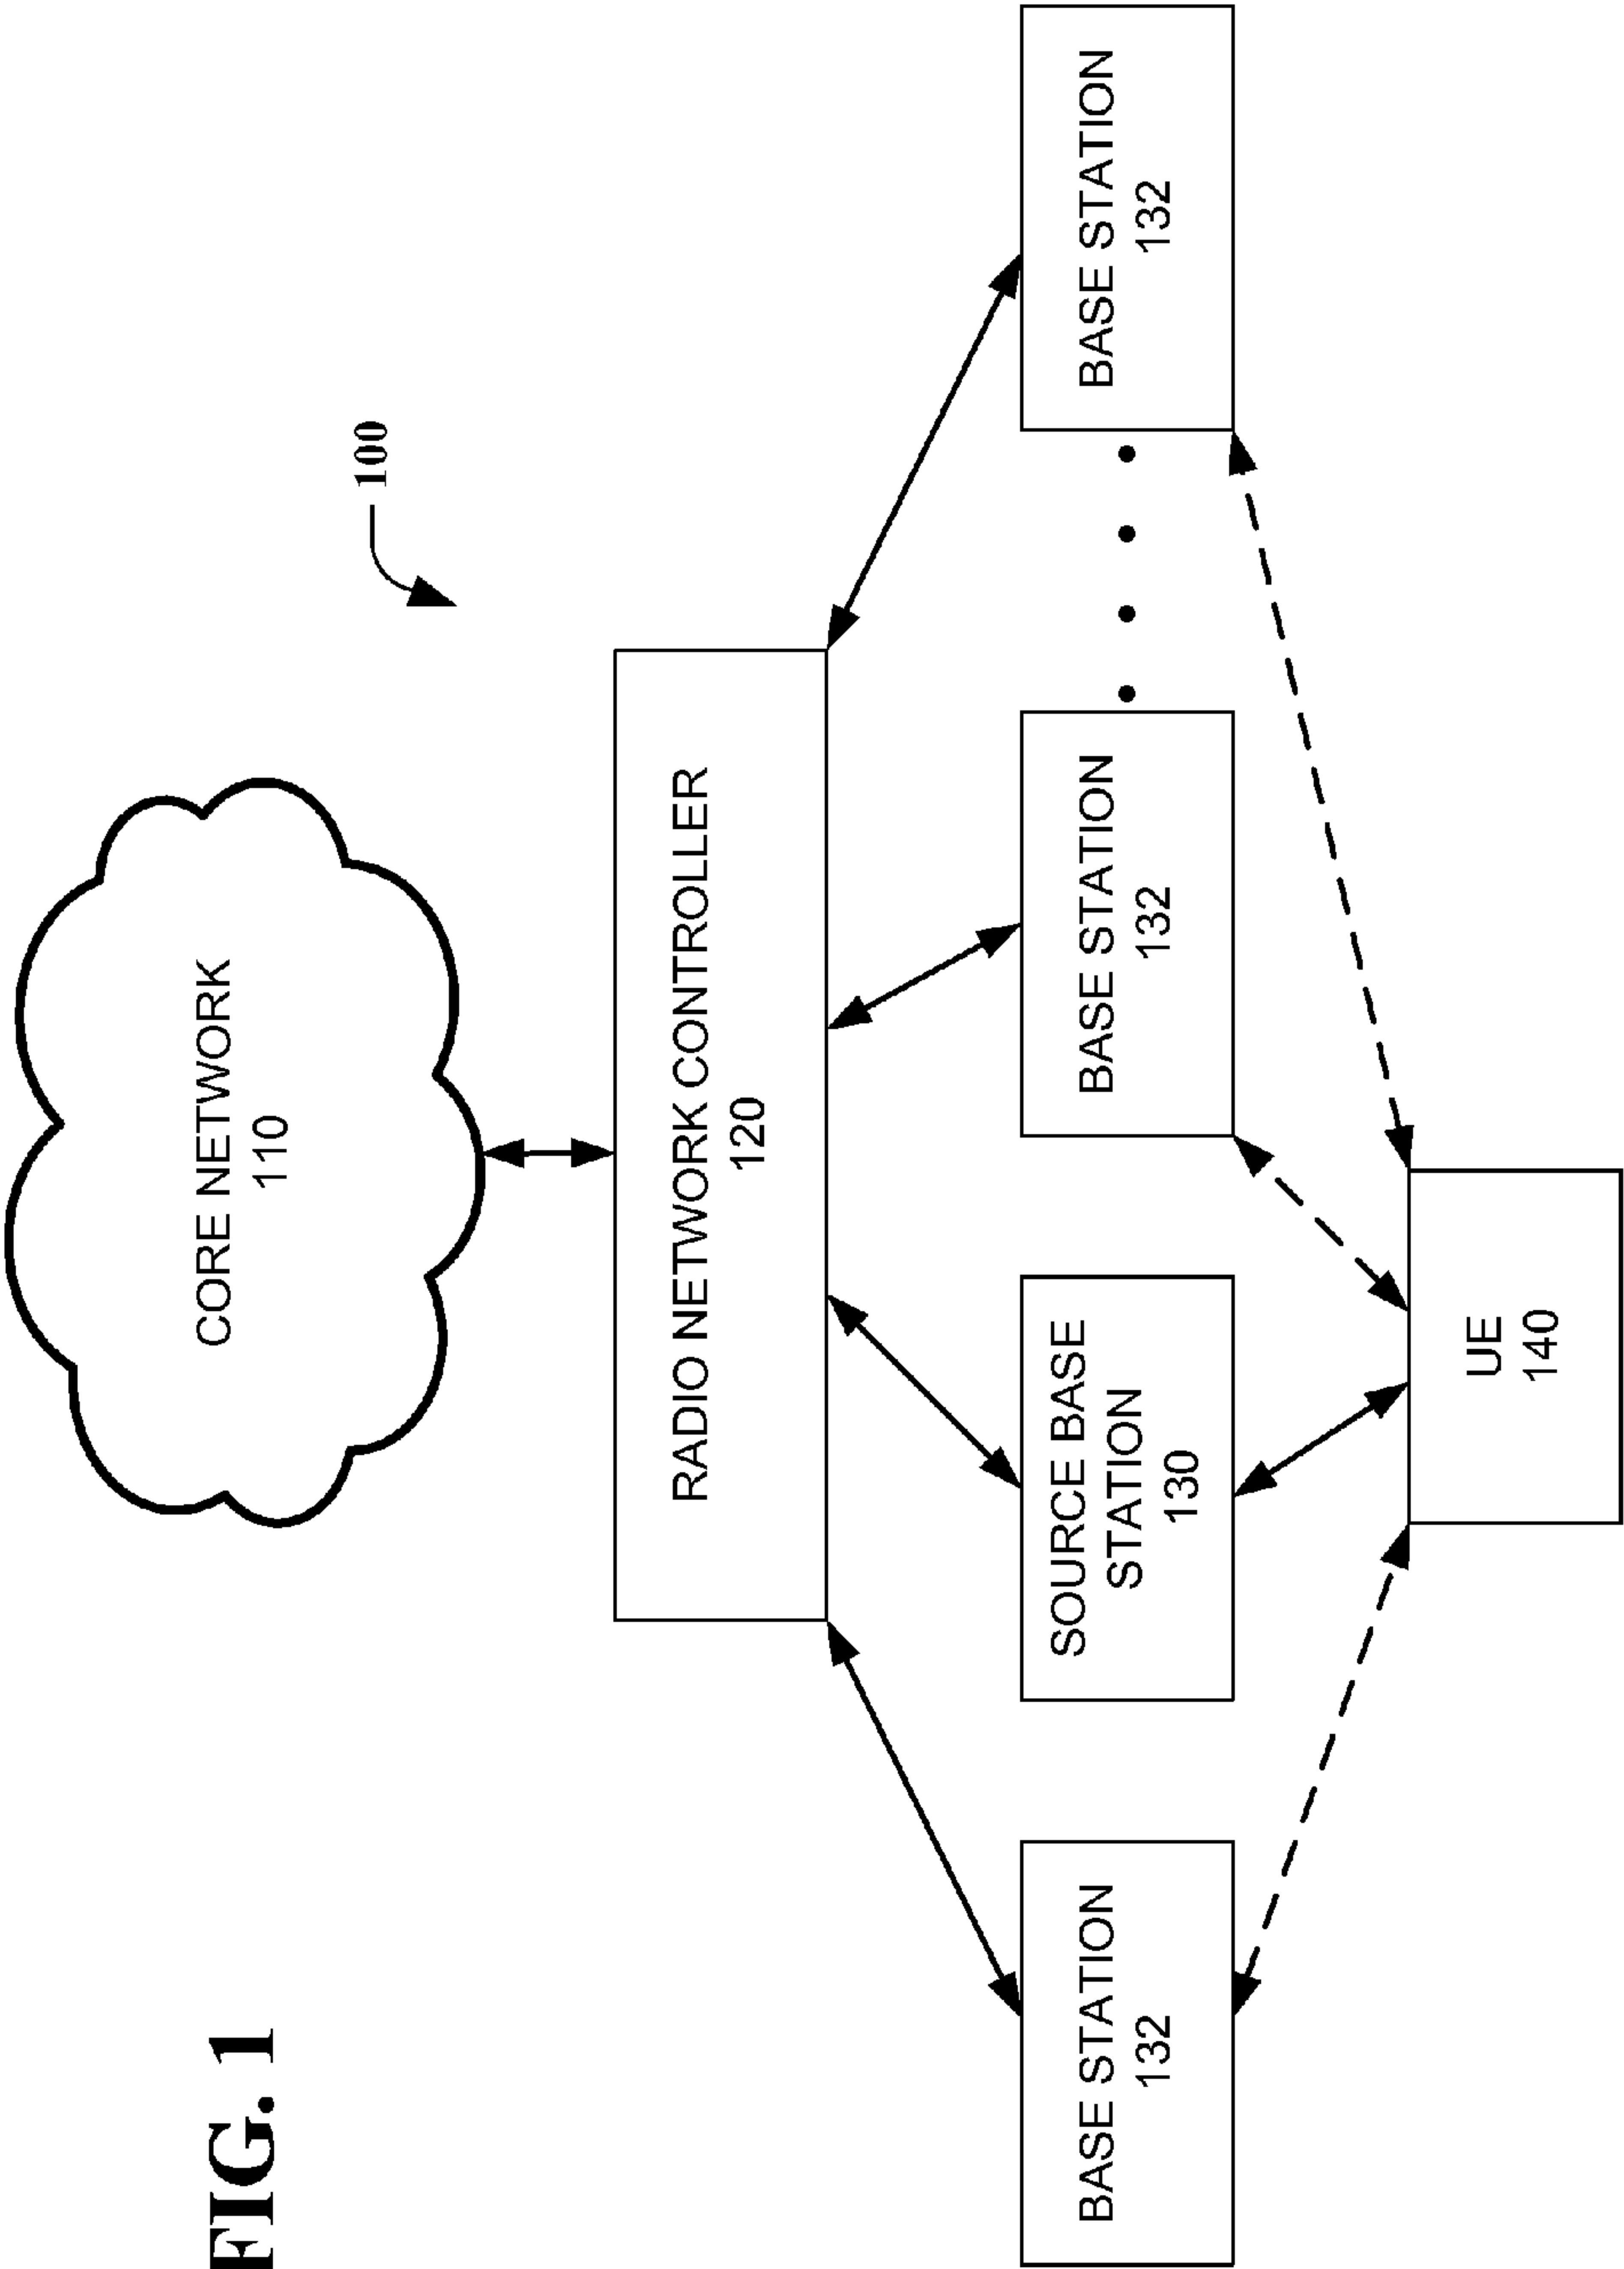 CORE NETWORK
110
100
RADIO NETWORK CONTROLLER
120
BASE STATION
132
SOURCE BASE
STATION
130
BASE STATION
132
BASE STATION
132
UE
140
FIG. 1